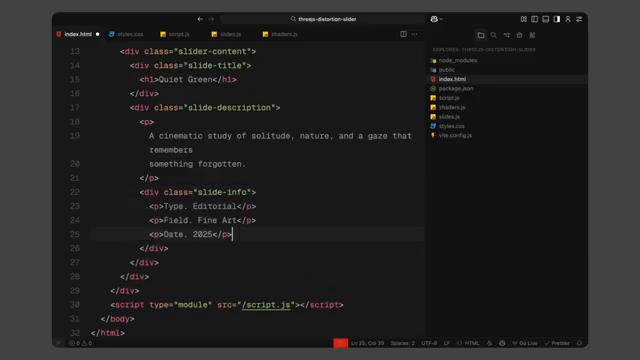 threejs-distortion-slider
index.html
styles.css
script.js
slides.js
shaders.js
13 <div class="slider-content">
14 <div class="slide-title">
15 <h1>Quiet Green</h1>
16 </div>
17 <div class="slide-description">
18 <p>
19 A cinematic study of solitude, nature, and a gaze that
remembers
20 something forgotten.
21 </p>
22 <div class="slide-info">
23 <p>Type. Editorial</p>
24 <p>Field. Fine Art</p>
25 <p>Date. 2025</p>
26 </div>
27 </div>
28 </div>
29 </div>
30 <script type="module" src="/script.js"></script>
31 </body>
32 </html>
EXPLORER: THREEJS-DISTORTION-SLIDER
node_modules
public
index.html
package.json
script.js
shaders.js
slides.js
styles.css
vite.config.js
0 0
Ln 25, Col 35
Spaces: 2
UTF-8
LF
HTML
Go Live
Prettier